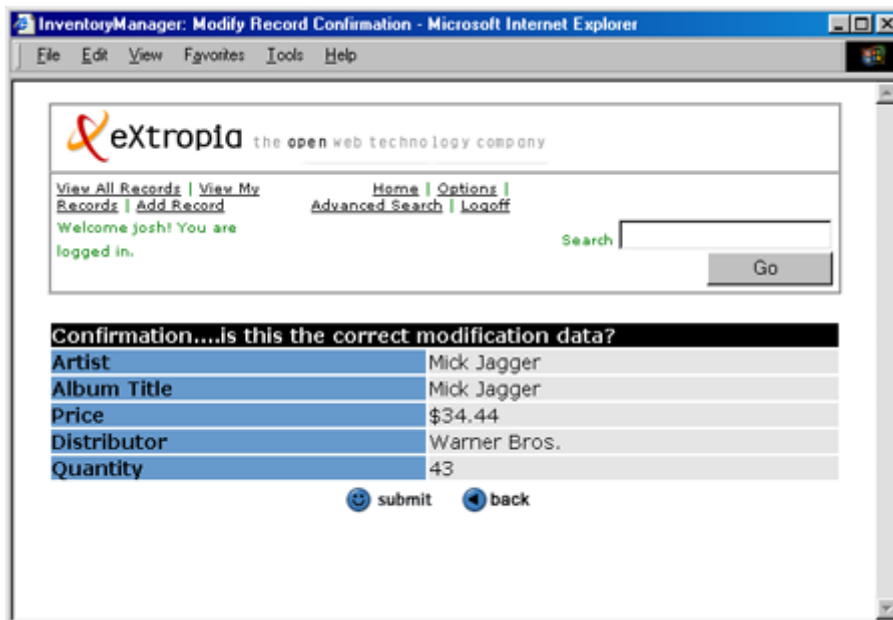 InventoryManager: Modify Record Confirmation - Microsoft Internet Explorer
File Edit View Favorites Tools Help
eXtropia the open web technology company
View All Records | View My
Records | Add Record
Home | Options |
Advanced Search | Logoff
Welcome josh! You are
logged in.
Search
Go
Confirmation....is this the correct modification data?
Artist Mick Jagger
Album Title Mick Jagger
Price $34.44
Distributor Warner Bros.
Quantity 43
submit back